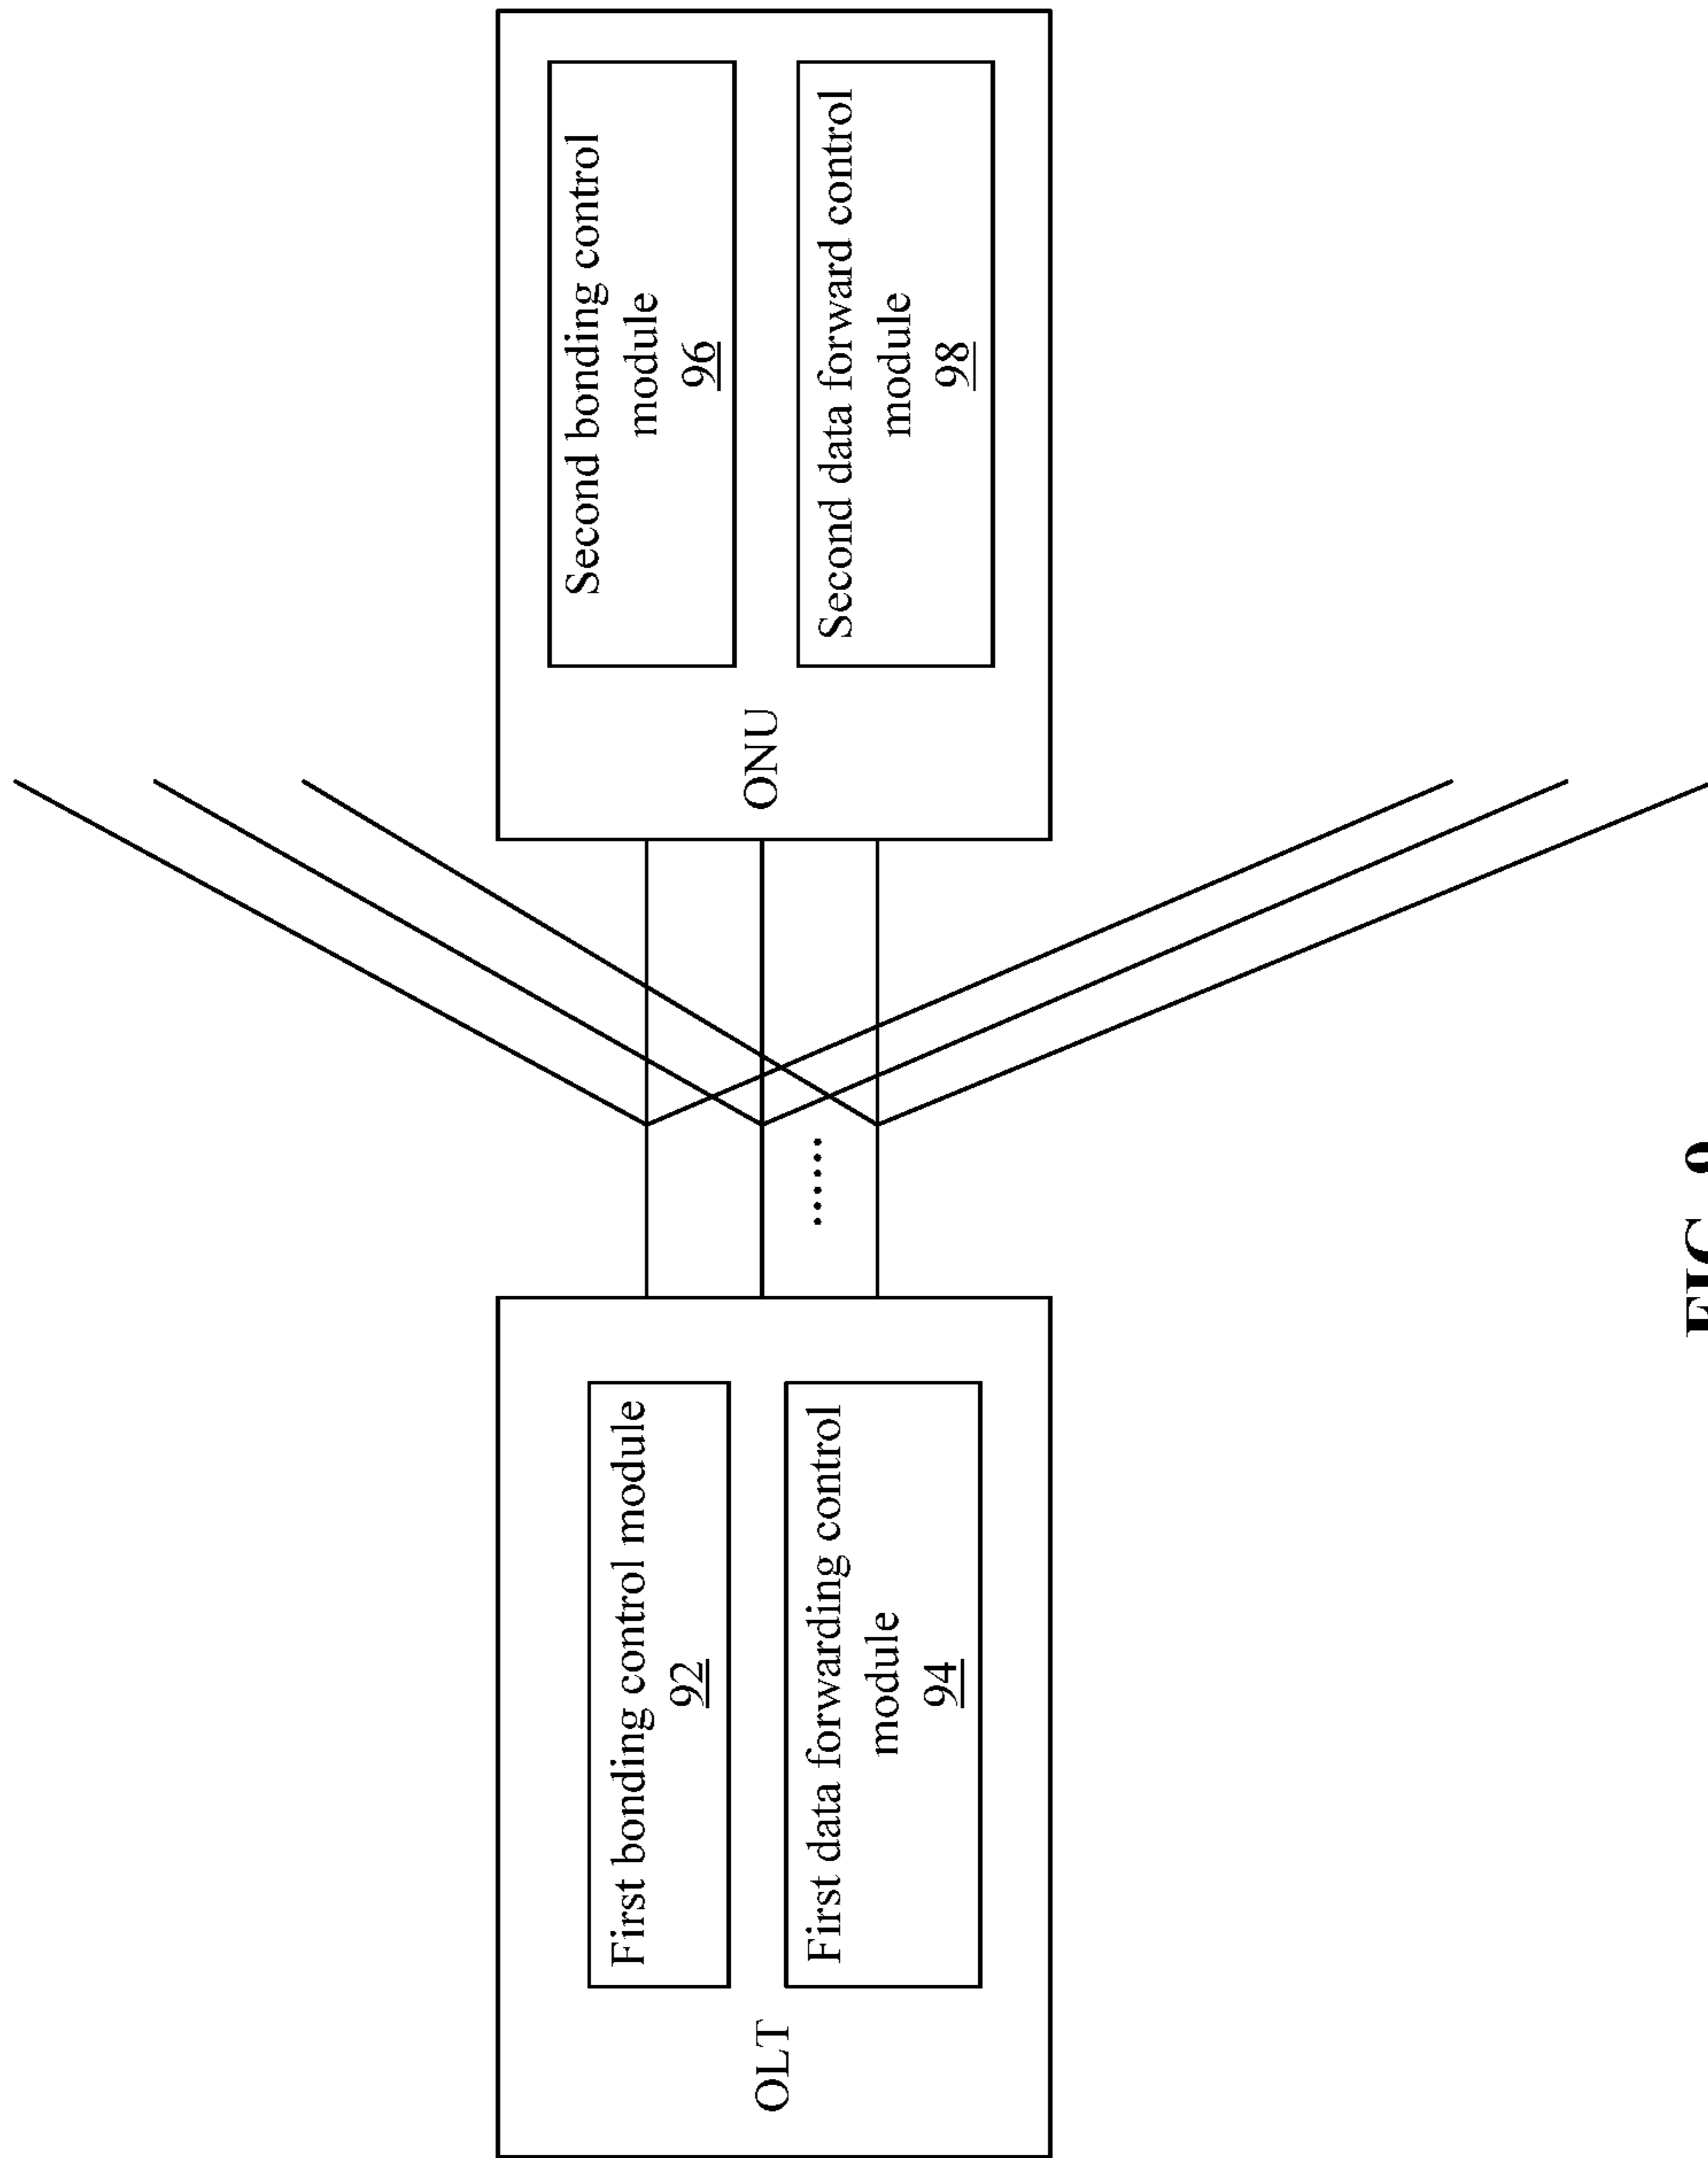 OLT
First bonding control module
92
First data forwarding control
module
94
.......
ONU
Second bonding control
module
96
Second data forward control
module
98
FIG. 9